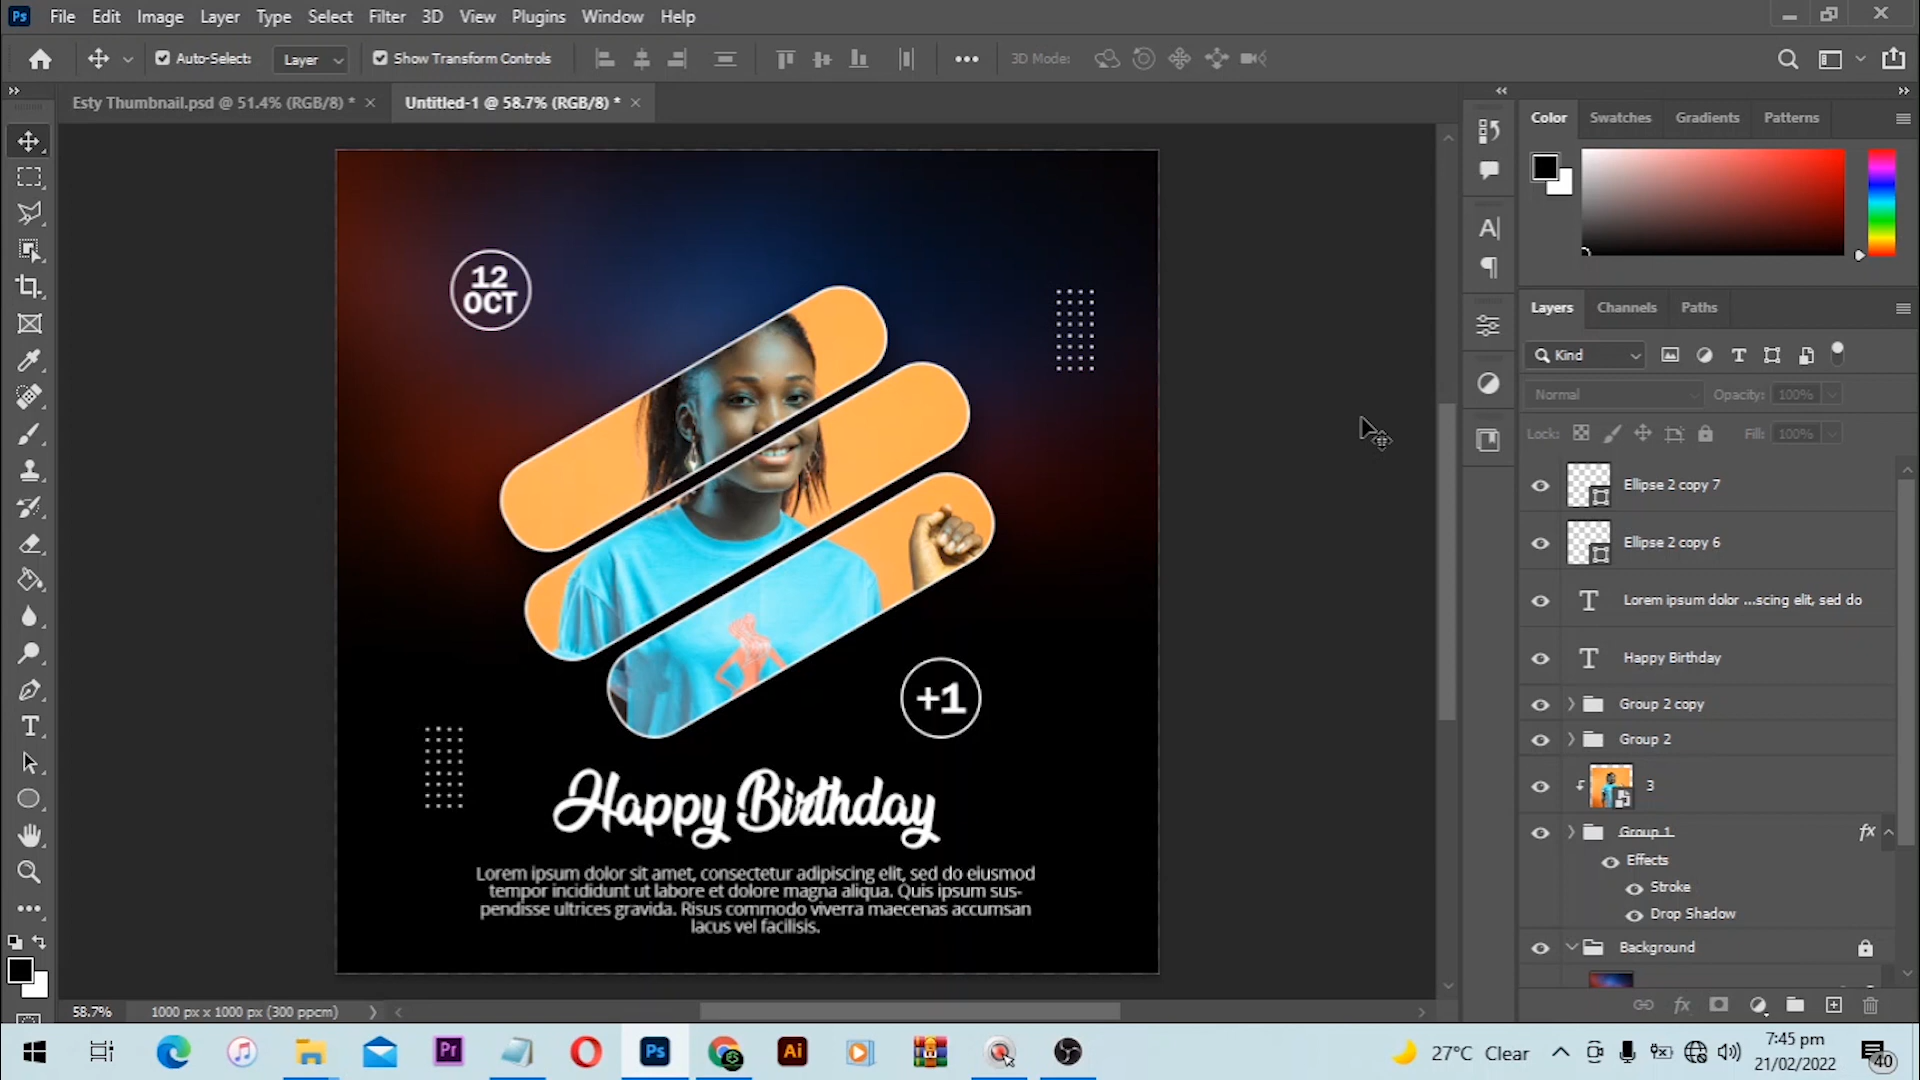 Ps File Edit Image Layer Type Select Filter 3D View Plugins Window Help
Auto-Select: Layer Show Transform Controls 3D Mode:
Esty Thumbnail.psd @ 51.4% (RGB/8) * Untitled-1 @ 58.7% (RGB/8) *
Color Swatches Gradients Patterns
12
OCT
+1
Happy Birthday
Lorem ipsum dolor sit amet, consectetur adipiscing elit, sed do eiusmod
tempor incididunt ut labore et dolore magna aliqua. Quis ipsum sus-
pendisse ultrices gravida. Risus commodo viverra maecenas accumsan
lacus vel facilisis.
Layers Channels Paths
Kind
Normal Opacity: 100%
Lock: Fill: 100%
Ellipse 2 copy 7
Ellipse 2 copy 6
Lorem ipsum dolor ...scing elit, sed do
Happy Birthday
Group 2 copy
Group 2
3
Group 1 fx
Effects
Stroke
Drop Shadow
Background
fx
58.7% 1000 px x 1000 px (300 ppcm)
Pr Ps Ai
27°C Clear
7:45 pm
21/02/2022
40